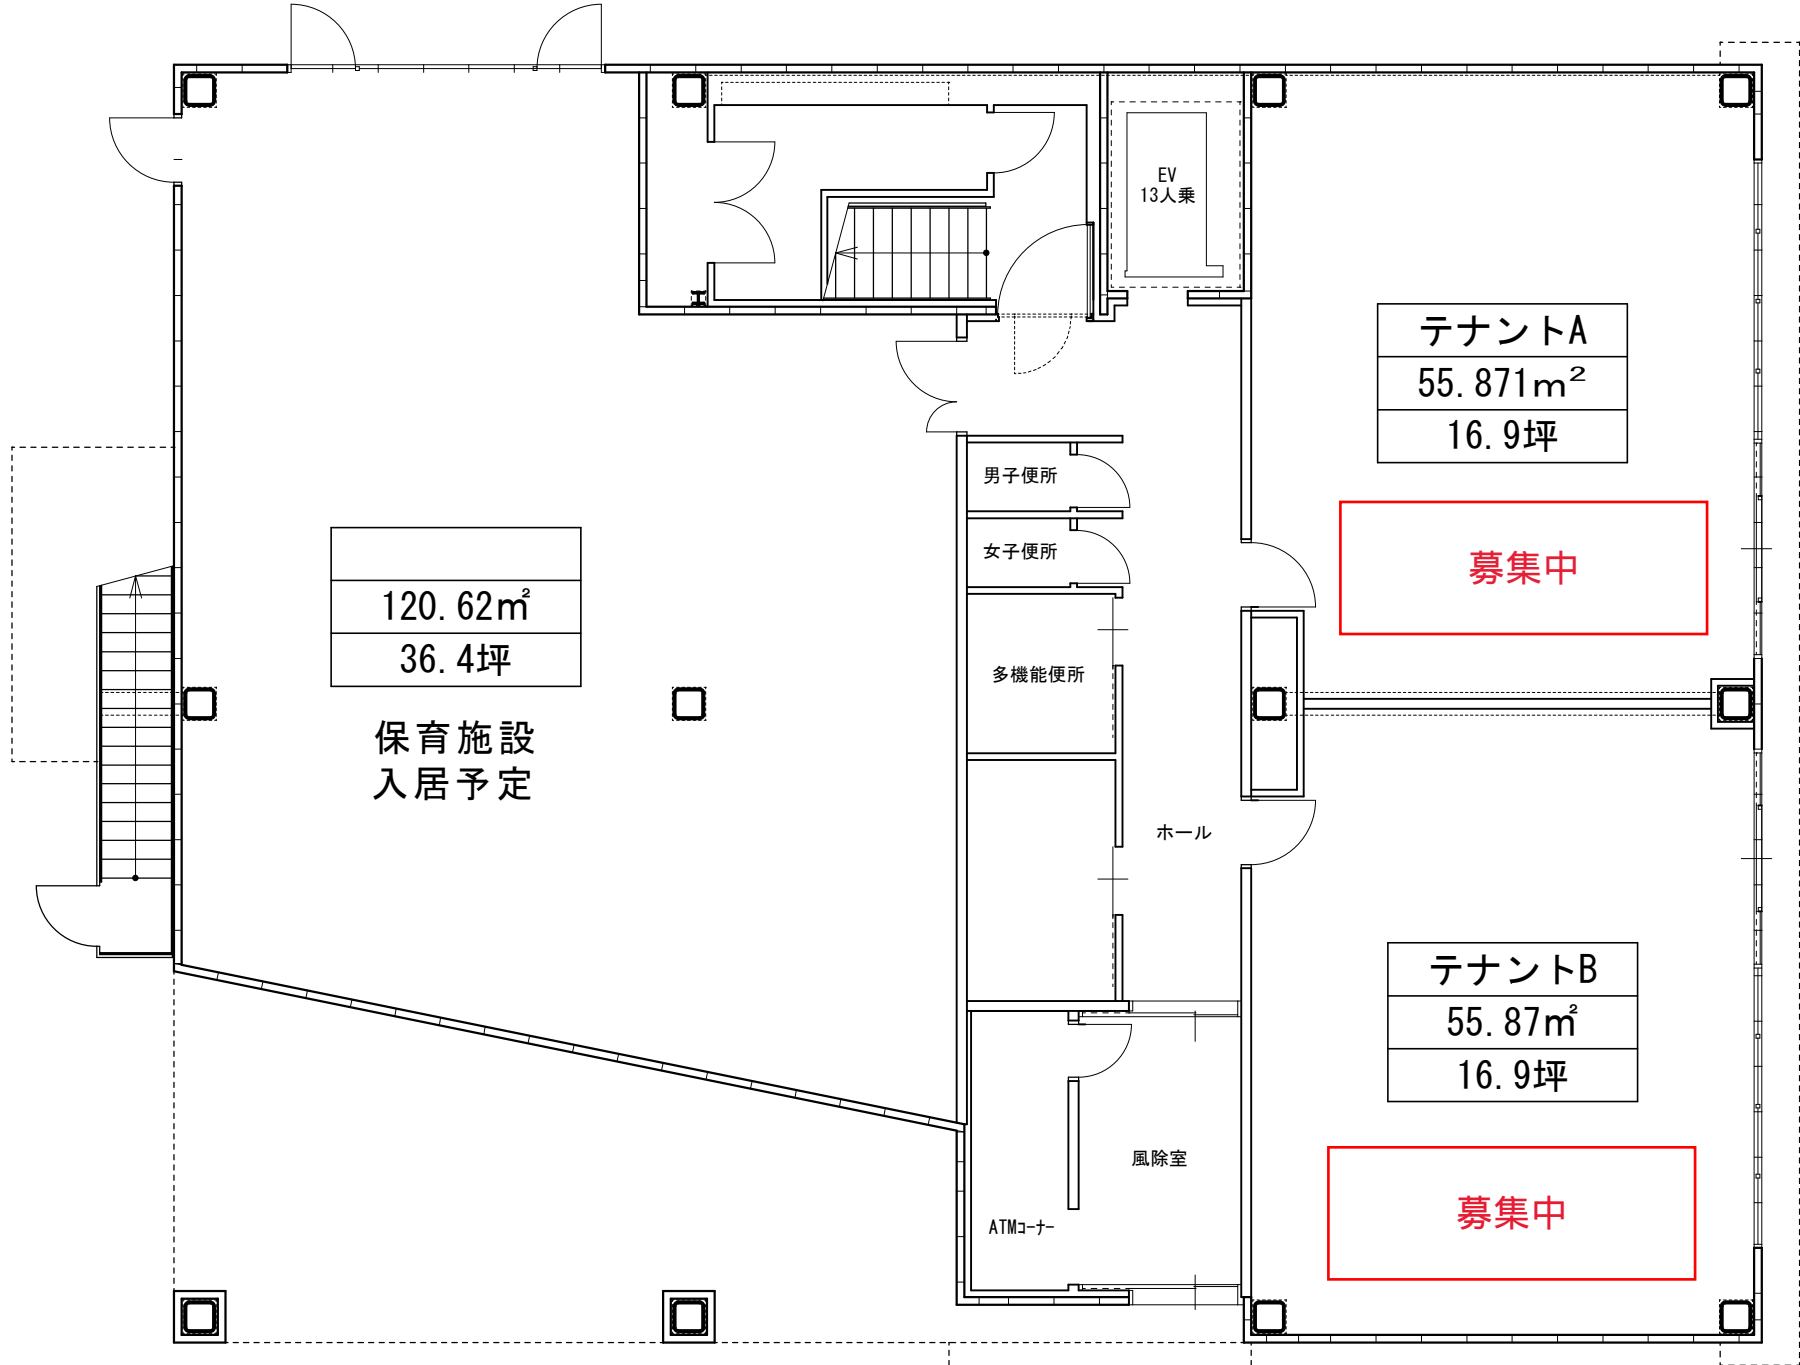 EV
13人乗
テナントA
55.871m²
16.9坪
募集中
男子便所
女子便所
多機能便所
120.62㎡
36.4坪
保育施設
入居予定
ホール
テナントB
55.87㎡
16.9坪
募集中
風除室
ATMｺｰﾅｰ